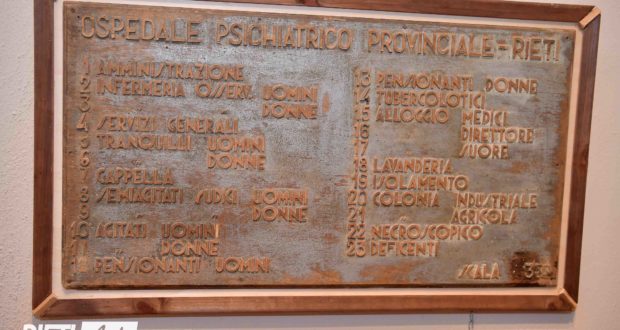 OSPEDALE PSICHIATRICO PROVINCIALE=RIETI
1 AMMINISTRAZIONE
2 INFERMERIA OSSERV. UOMINI
3 DONNE
4 SERVIZI GENERALI
5 TRANQUILLI UOMINI
6 DONNE
7 CAPPELLA
8 SEMIAGITATI SUDICI UOMINI
9 DONNE
10 AGITATI UOMINI
11 DONNE
12 PENSIONANTI UOMINI
13 PENSIONANTI DONNE
14 TUBERCOLOTICI
15 ALLOGGIO MEDICI
16 DIRETTORE
17 SUORE
18 LAVANDERIA
19 ISOLAMENTO
20 COLONIA INDUSTRIALE
21 AGRICOLA
22 NECROSCOPICO
23 DEFICENTI
SCALA
RIETI